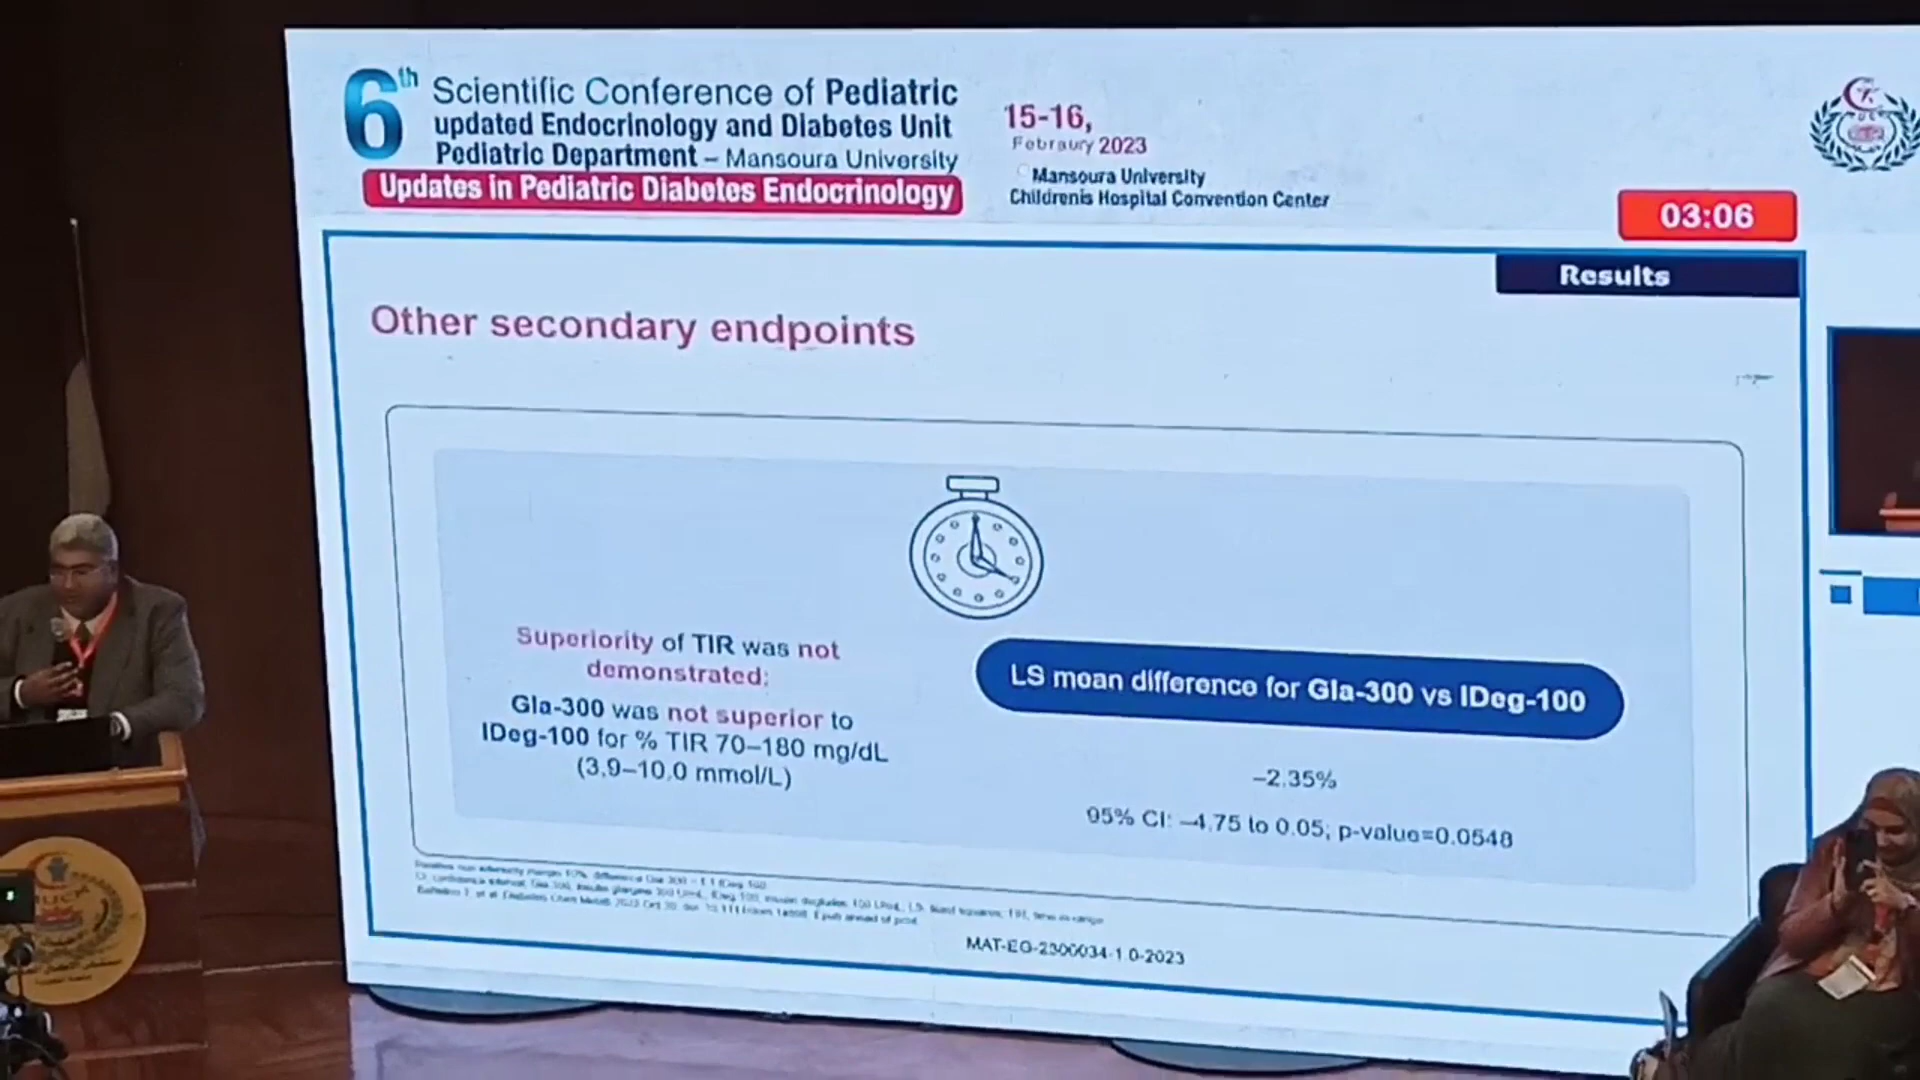 6th Scientific Conference of Pediatric
updated Endocrinology and Diabetes Unit
Pediatric Department – Mansoura University
Updates in Pediatric Diabetes Endocrinology
15-16,
Febraury 2023
Mansoura University
Childrenis Hospital Convention Center
03:06
Results
Other secondary endpoints
Superiority of TIR was not
demonstrated:
Gla-300 was not superior to
IDeg-100 for % TIR 70–180 mg/dL
(3.9–10.0 mmol/L)
LS mean difference for Gla-300 vs IDeg-100
–2.35%
95% CI: –4.75 to 0.05; p-value=0.0548
MAT-EG-2300034-1.0-2023